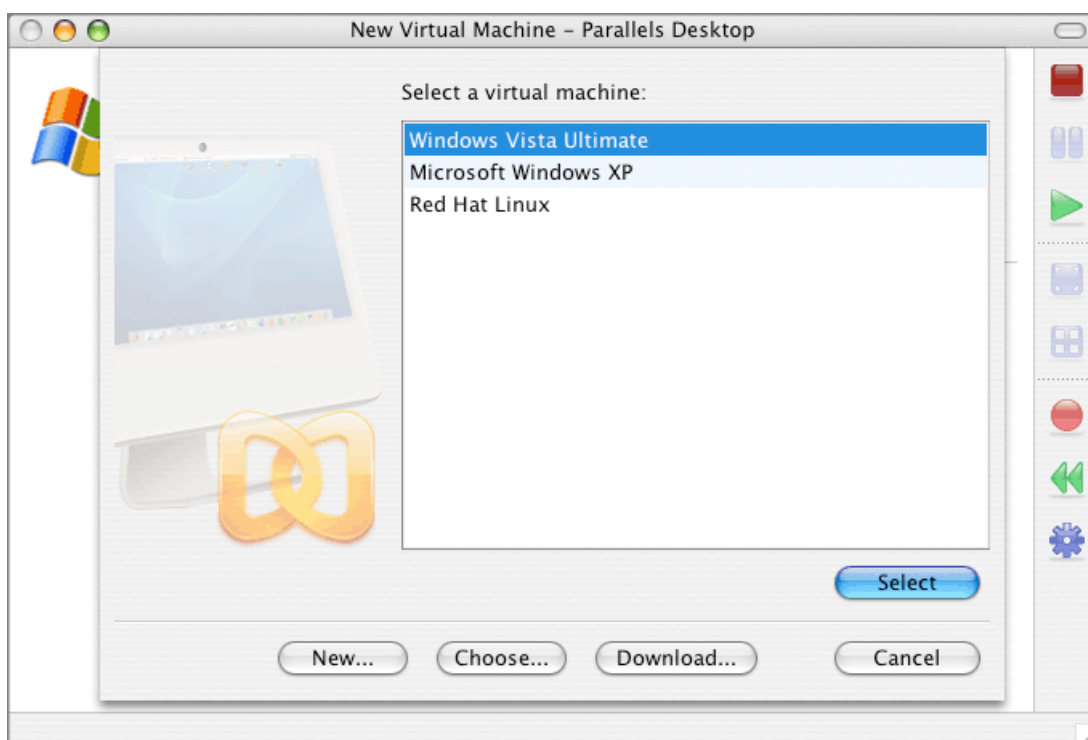 New Virtual Machine – Parallels Desktop
Select a virtual machine:
Windows Vista Ultimate
Microsoft Windows XP
Red Hat Linux
Select
New... Choose... Download... Cancel